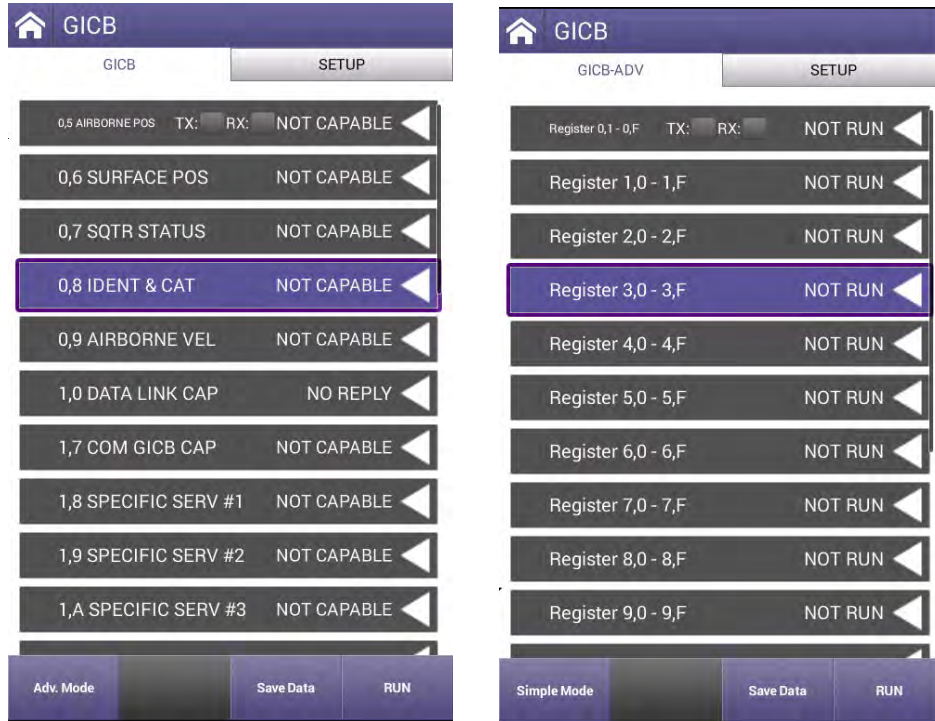 GICB
GICB SETUP
0,5 AIRBORNE POS TX: RX: NOT CAPABLE
0,6 SURFACE POS NOT CAPABLE
0,7 SQTR STATUS NOT CAPABLE
0,8 IDENT & CAT NOT CAPABLE
0,9 AIRBORNE VEL NOT CAPABLE
1,0 DATA LINK CAP NO REPLY
1,7 COM GICB CAP NOT CAPABLE
1,8 SPECIFIC SERV #1 NOT CAPABLE
1,9 SPECIFIC SERV #2 NOT CAPABLE
1,A SPECIFIC SERV #3 NOT CAPABLE
Adv. Mode Save Data RUN
GICB
GICB-ADV SETUP
Register 0,1 - 0,F TX: RX: NOT RUN
Register 1,0 - 1,F NOT RUN
Register 2,0 - 2,F NOT RUN
Register 3,0 - 3,F NOT RUN
Register 4,0 - 4,F NOT RUN
Register 5,0 - 5,F NOT RUN
Register 6,0 - 6,F NOT RUN
Register 7,0 - 7,F NOT RUN
Register 8,0 - 8,F NOT RUN
Register 9,0 - 9,F NOT RUN
Simple Mode Save Data RUN